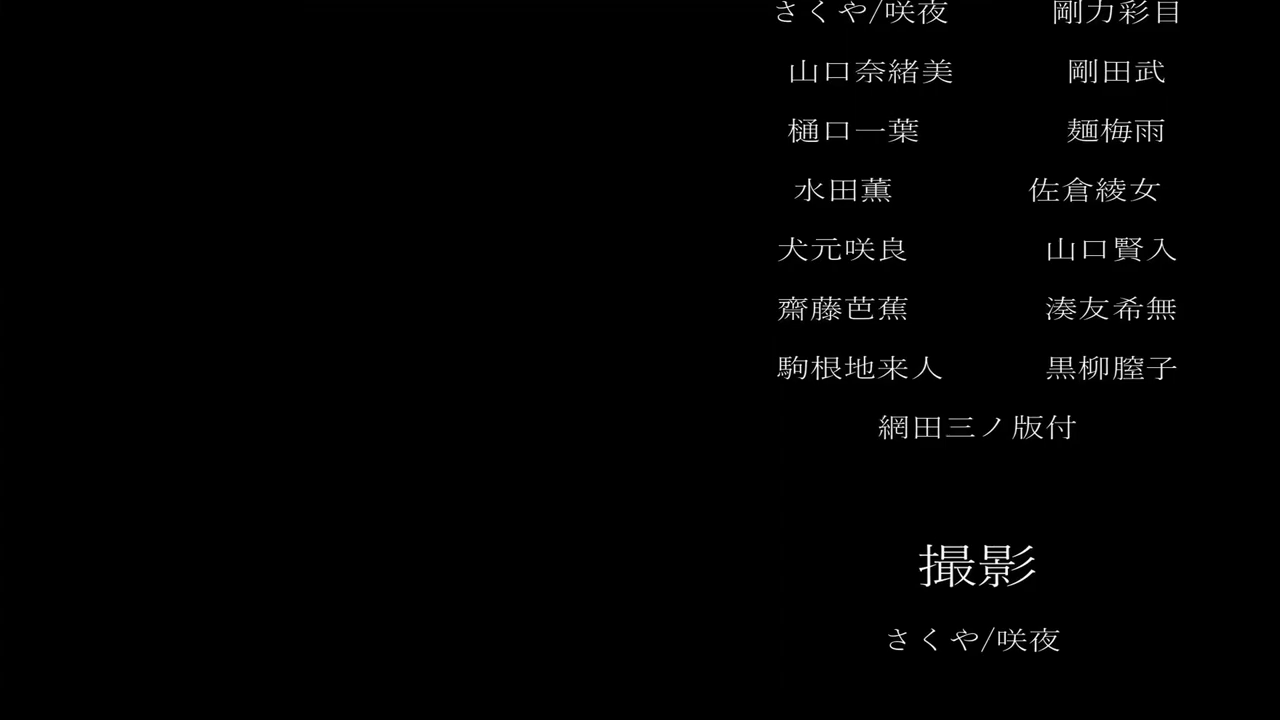 さくや/咲夜 剛力彩目
山口奈緒美 剛田武
樋口一葉 麺梅雨
水田薫 佐倉綾女
犬元咲良 山口賢入
齋藤芭蕉 湊友希無
駒根地来人 黒柳膣子
網田三ノ版付
撮影
さくや/咲夜